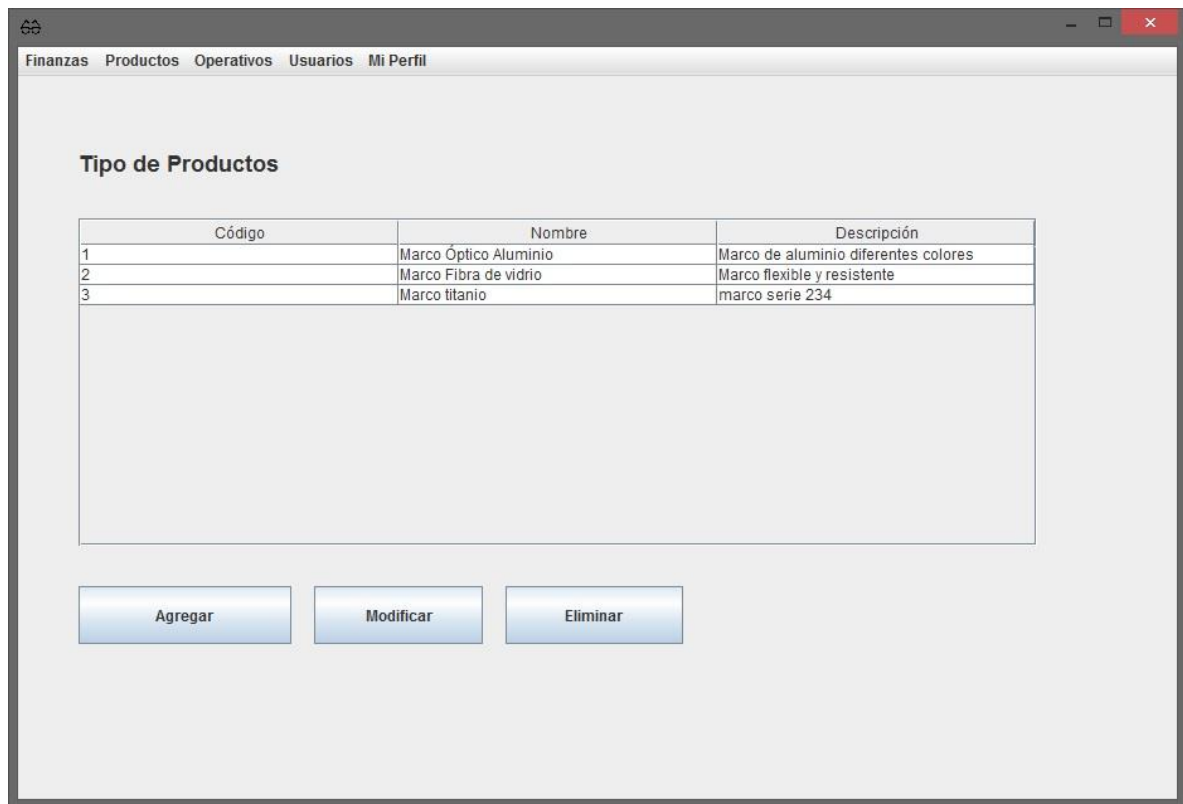 Finanzas Productos Operativos Usuarios Mi Perfil
Tipo de Productos
Código Nombre Descripción
1 Marco Óptico Aluminio Marco de aluminio diferentes colores
2 Marco Fibra de vidrio Marco flexible y resistente
3 Marco titanio marco serie 234
Agregar Modificar Eliminar